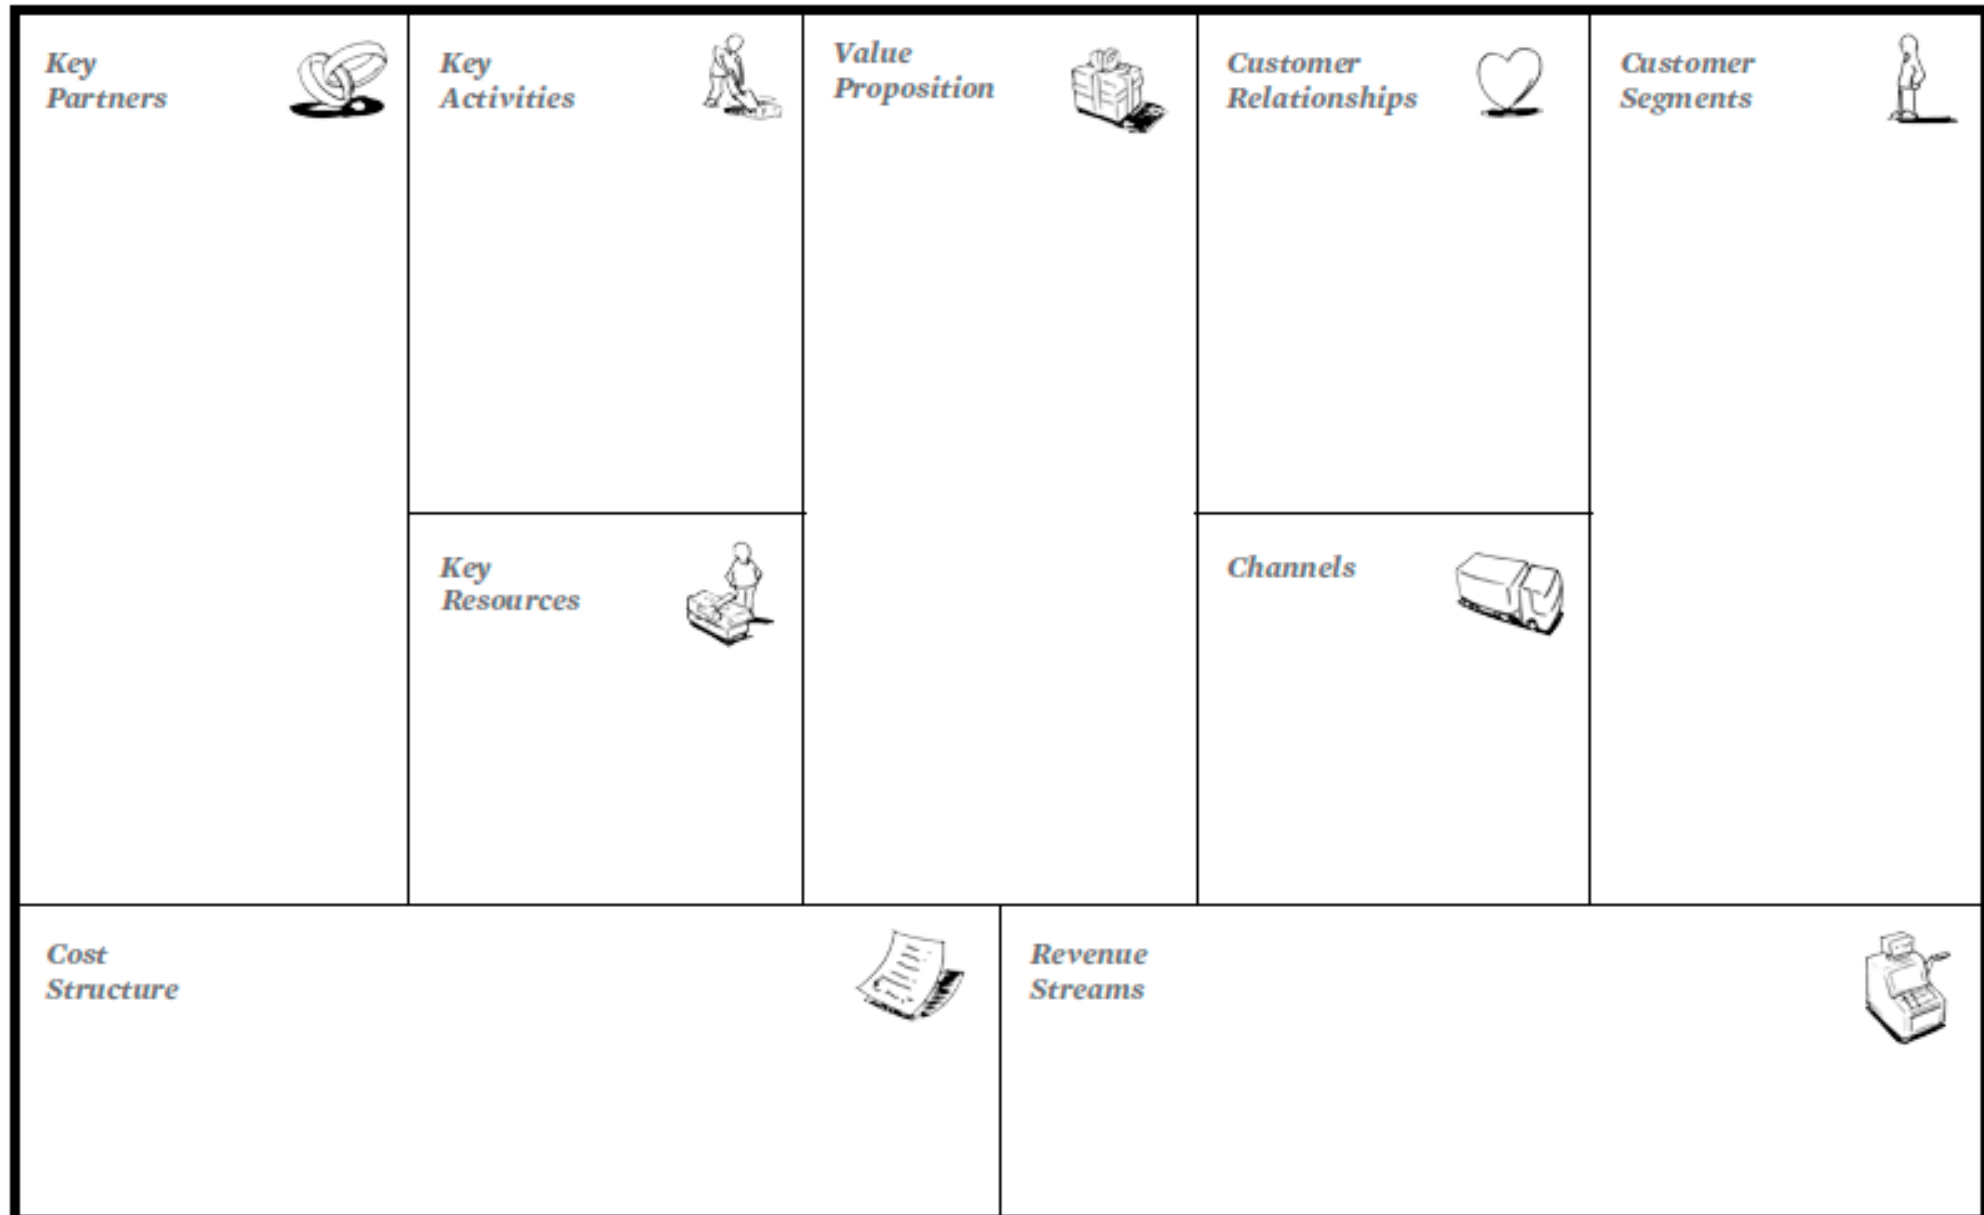 Key
Partners
Key
Activities
Value
Proposition
Customer
Relationships
Customer
Segments
Key
Resources
Channels
Cost
Structure
Revenue
Streams